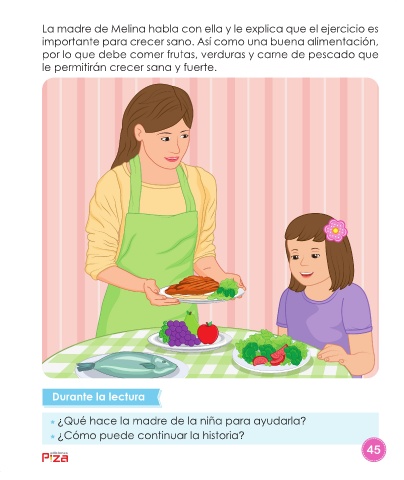 La madre de Melina habla con ella y le explica que el ejercicio es
importante para crecer sano. Así como una buena alimentación,
por lo que debe comer frutas, verduras y carne de pescado que
le permitirán crecer sana y fuerte.
Durante la lectura
¿Qué hace la madre de la niña para ayudarla?
¿Cómo puede continuar la historia?
P'za
45